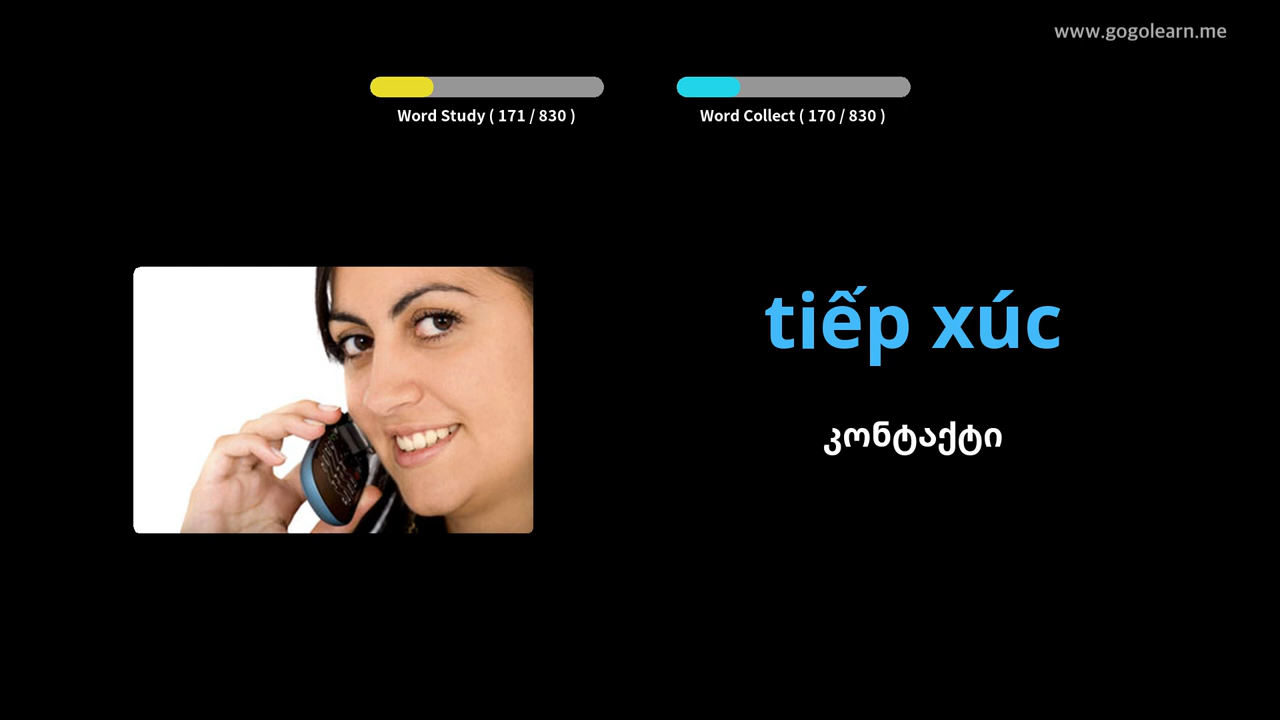 www.gogolearn.me
Word Study ( 171 / 830 )
Word Collect ( 170 / 830 )
tiếp xúc
კონტაქტი